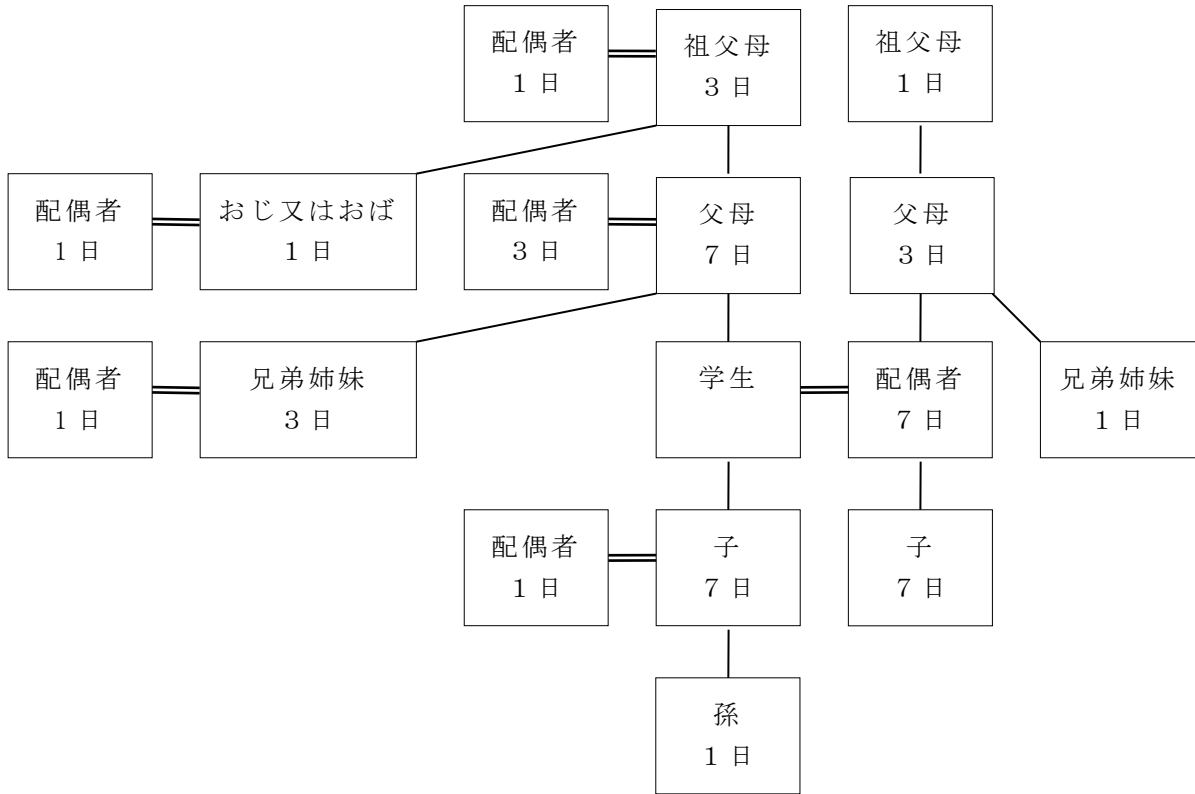 配偶者
１日
祖父母
３日
祖父母
１日
配偶者
１日
おじ又はおば
１日
配偶者
３日
父母
７日
父母
３日
配偶者
１日
兄弟姉妹
３日
学生
配偶者
７日
兄弟姉妹
１日
配偶者
１日
子
７日
子
７日
孫
１日